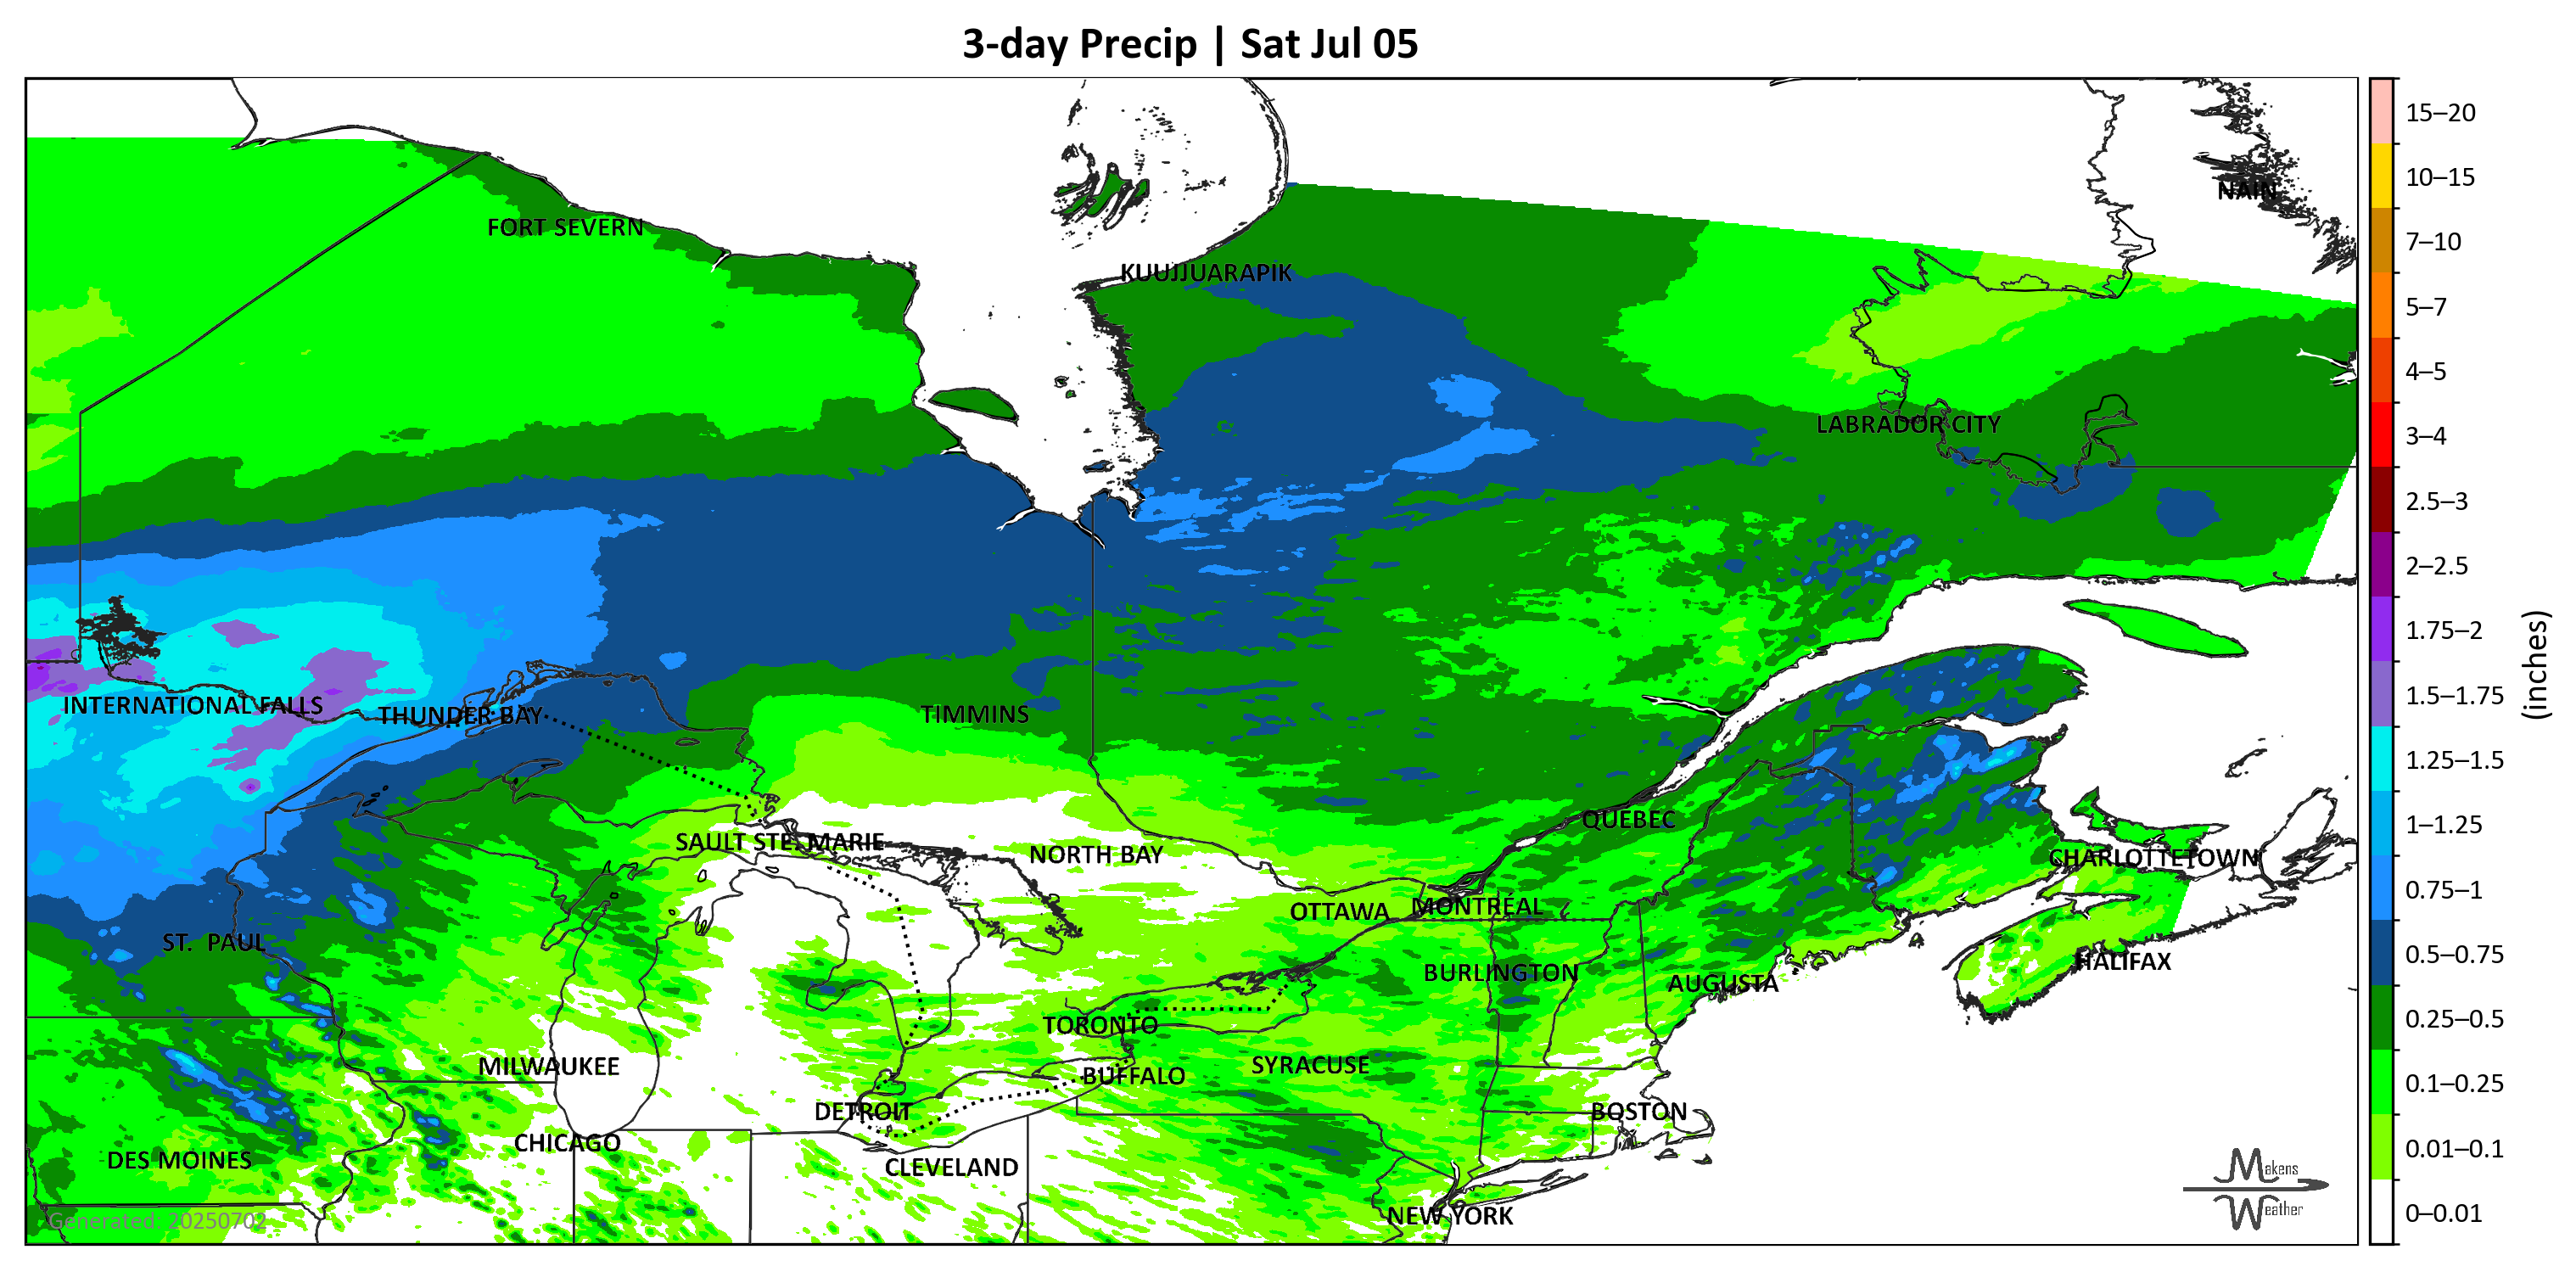 3-day Precip | Sat Jul 05
NAIN
FORT SEVERN
KUUJJUARAPIK
LABRADOR CITY
INTERNATIONAL FALLS
THUNDER BAY
TIMMINS
QUEBEC
SAULT STE. MARIE
NORTH BAY
CHARLOTTETOWN
OTTAWA
MONTREAL
ST. PAUL
HALIFAX
BURLINGTON
AUGUSTA
TORONTO
MILWAUKEE
SYRACUSE
BUFFALO
DETROIT
BOSTON
CHICAGO
DES MOINES
CLEVELAND
NEW YORK
Generated: 20250702
Makens
Weather
15–20
10–15
7–10
5–7
4–5
3–4
2.5–3
2–2.5
1.75–2
1.5–1.75
1.25–1.5
1–1.25
0.75–1
0.5–0.75
0.25–0.5
0.1–0.25
0.01–0.1
0–0.01
(inches)